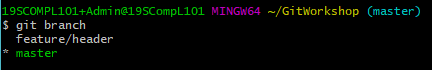 19SCOMPL101+Admin@19SCompL101 MINGW64 ~/GitWorkshop (master)
$ git branch
  feature/header
* master